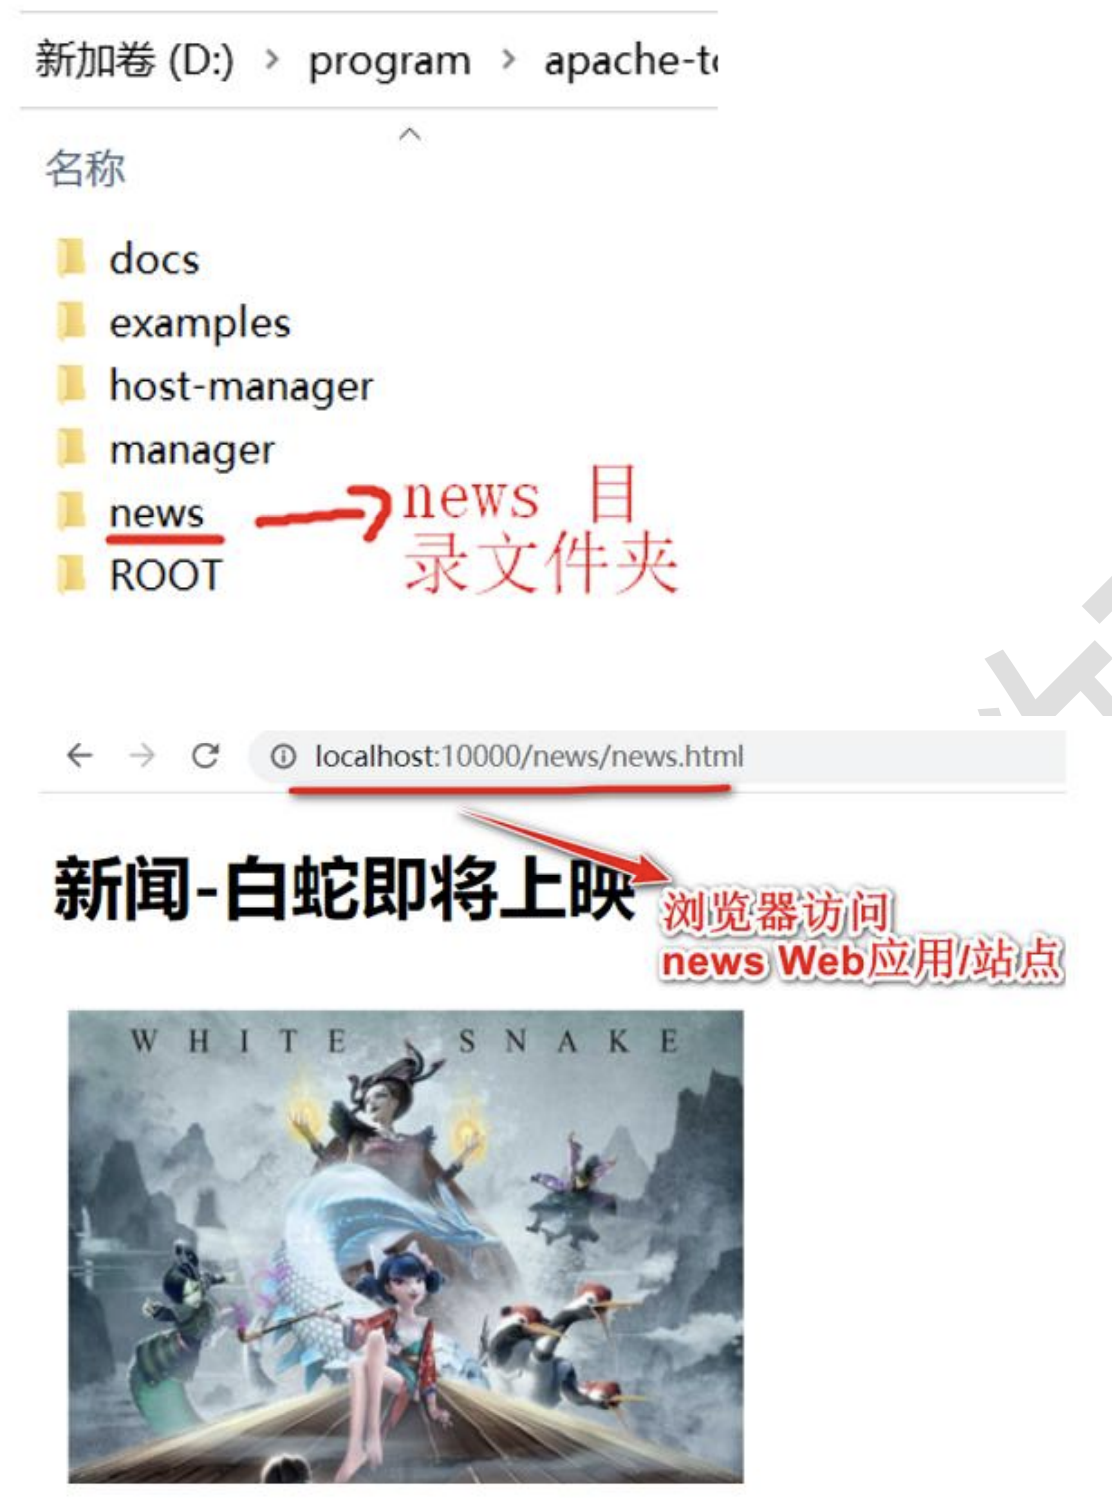 新加卷 (D:) > program > apache-to
名称
docs
examples
host-manager
manager
news
news 目
录文件夹
ROOT
localhost:10000/news/news.html
新闻-白蛇即将上映
浏览器访问
news Web应用/站点
WHITE SNAKE